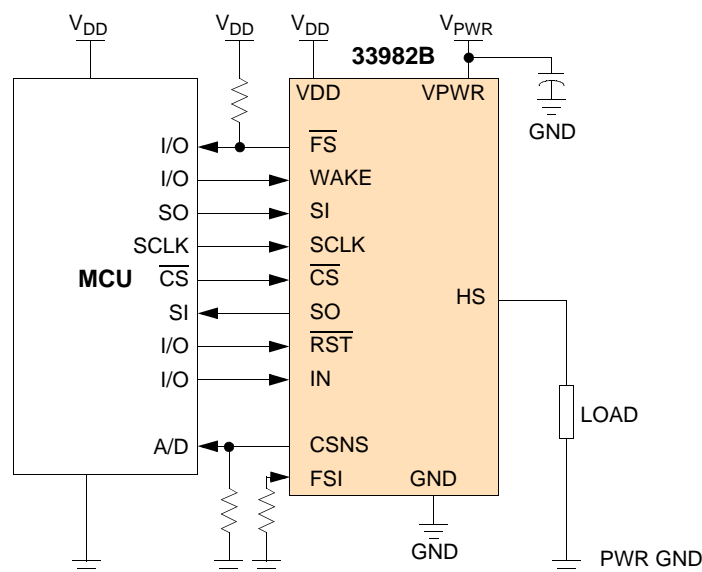 VDD VDD VDD VPWR
33982B
VDD VPWR
GND
I/O FS
I/O WAKE
SO SI
SCLK SCLK
MCU CS CS
HS
SI SO
I/O RST
I/O IN
LOAD
A/D CSNS
FSI GND
GND
PWR GND